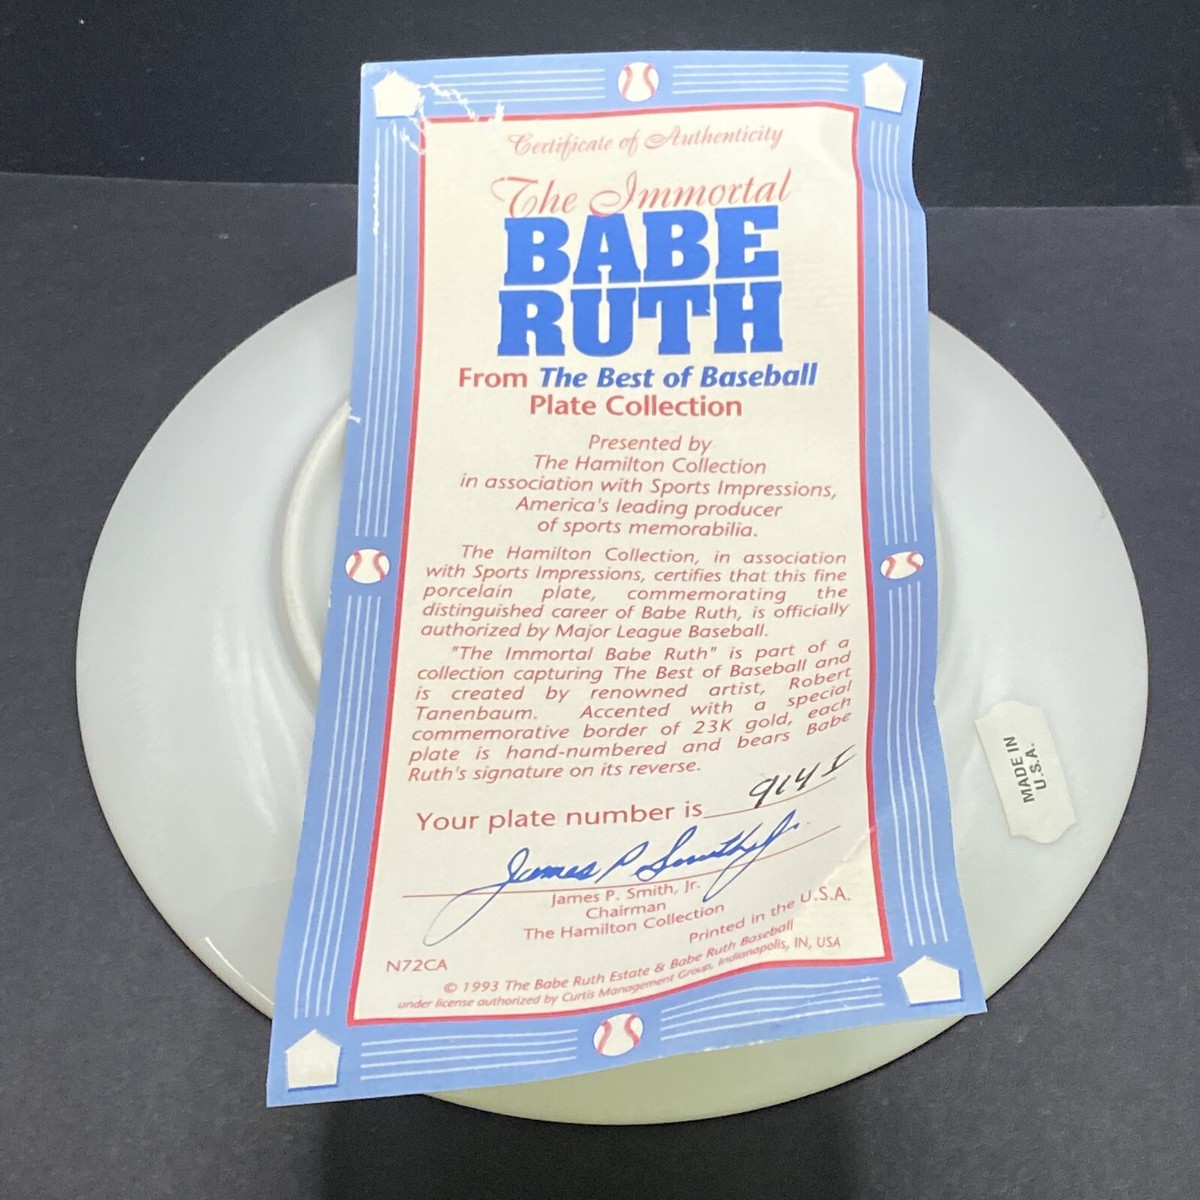 Certificate of Authenticity
The Immortal
BABE
RUTH
From The Best of Baseball
Plate Collection
Presented by
The Hamilton Collection
in association with Sports Impressions,
America's leading producer
of sports memorabilia.
The Hamilton Collection, in association
with Sports Impressions, certifies that this fine
porcelain plate, commemorating the
distinguished career of Babe Ruth, is officially
authorized by Major League Baseball.
"The Immortal Babe Ruth" is part of a
collection capturing The Best of Baseball and
is created by renowned artist, Robert
Tanenbaum. Accented with a special
commemorative border of 23K gold, each
plate is hand-numbered and bears Babe
Ruth's signature on its reverse.
Your plate number is
James P Smith Jr.
James P. Smith, Jr.
Chairman
The Hamilton Collection
Printed in the U.S.A.
N72CA
© 1993 The Babe Ruth Estate & Babe Ruth Baseball
under license authorized by Curtis Management Group, Indianapolis, IN, USA
MADE IN
U.S.A.